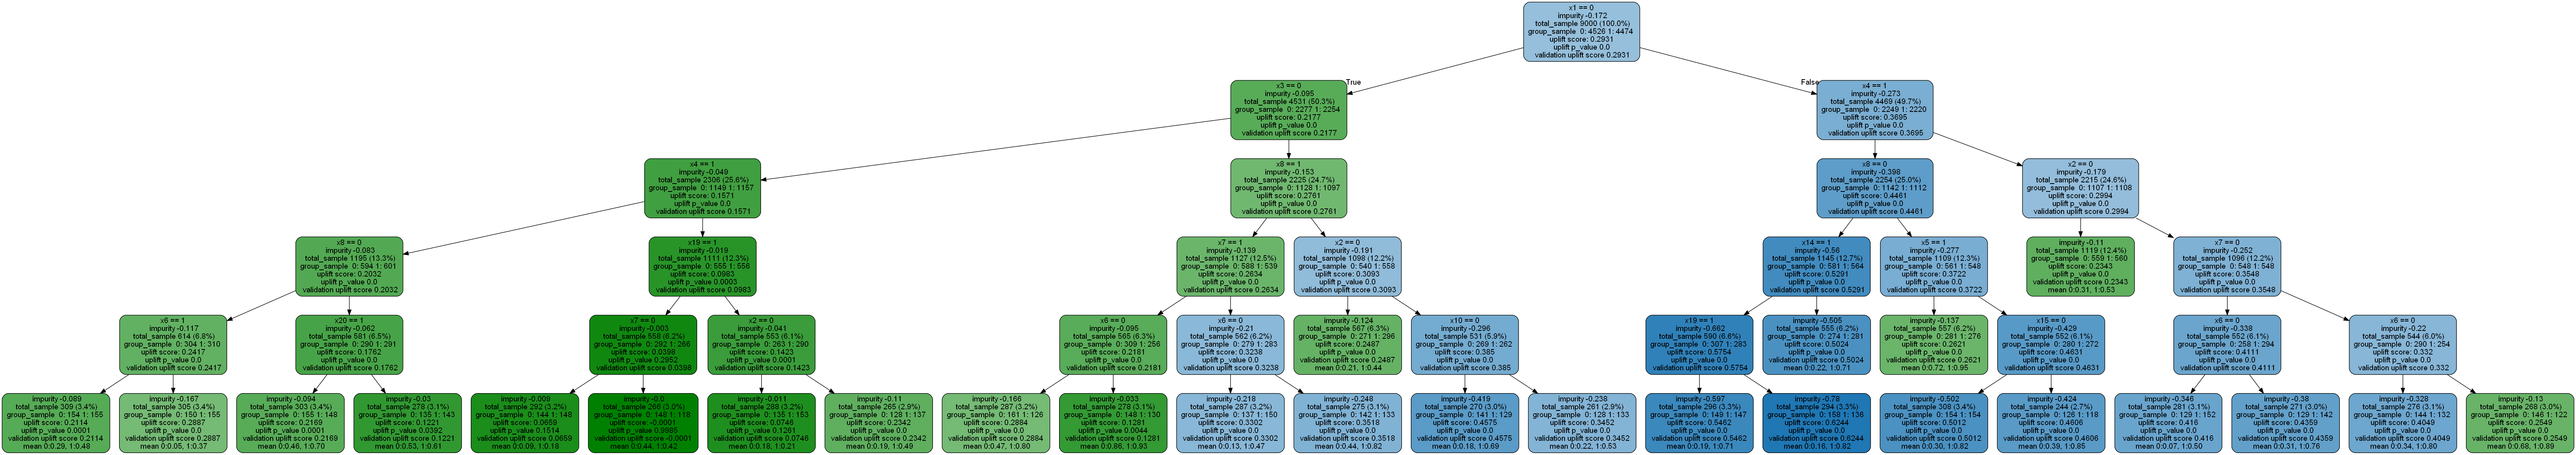 x1 == 0
impurity -0.172
total_sample 9000 (100.0%)
group_sample 0: 4526 1: 4474
uplift score: 0.2931
uplift p_value 0.0
validation uplift score 0.2931
True
False
x3 == 0
impurity -0.095
total_sample 4531 (50.3%)
group_sample 0: 2277 1: 2254
uplift score: 0.2177
uplift p_value 0.0
validation uplift score 0.2177
x4 == 1
impurity -0.273
total_sample 4469 (49.7%)
group_sample 0: 2249 1: 2220
uplift score: 0.3695
uplift p_value 0.0
validation uplift score 0.3695
x4 == 1
impurity -0.049
total_sample 2306 (25.6%)
group_sample 0: 1149 1: 1157
uplift score: 0.1571
uplift p_value 0.0
validation uplift score 0.1571
x8 == 1
impurity -0.153
total_sample 2225 (24.7%)
group_sample 0: 1128 1: 1097
uplift score: 0.2761
uplift p_value 0.0
validation uplift score 0.2761
x8 == 0
impurity -0.398
total_sample 2254 (25.0%)
group_sample 0: 1142 1: 1112
uplift score: 0.4461
uplift p_value 0.0
validation uplift score 0.4461
x2 == 0
impurity -0.179
total_sample 2215 (24.6%)
group_sample 0: 1107 1: 1108
uplift score: 0.2994
uplift p_value 0.0
validation uplift score 0.2994
x8 == 0
impurity -0.083
total_sample 1195 (13.3%)
group_sample 0: 594 1: 601
uplift score: 0.2032
uplift p_value 0.0
validation uplift score 0.2032
x19 == 1
impurity -0.019
total_sample 1111 (12.3%)
group_sample 0: 555 1: 556
uplift score: 0.0983
uplift p_value 0.0003
validation uplift score 0.0983
x7 == 1
impurity -0.139
total_sample 1127 (12.5%)
group_sample 0: 588 1: 539
uplift score: 0.2634
uplift p_value 0.0
validation uplift score 0.2634
x2 == 0
impurity -0.191
total_sample 1098 (12.2%)
group_sample 0: 540 1: 558
uplift score: 0.3093
uplift p_value 0.0
validation uplift score 0.3093
x14 == 1
impurity -0.56
total_sample 1145 (12.7%)
group_sample 0: 581 1: 564
uplift score: 0.5291
uplift p_value 0.0
validation uplift score 0.5291
x5 == 1
impurity -0.277
total_sample 1109 (12.3%)
group_sample 0: 561 1: 548
uplift score: 0.3722
uplift p_value 0.0
validation uplift score 0.3722
impurity -0.11
total_sample 1119 (12.4%)
group_sample 0: 559 1: 560
uplift score: 0.2343
uplift p_value 0.0
validation uplift score 0.2343
mean 0:0.31, 1:0.53
x7 == 0
impurity -0.252
total_sample 1096 (12.2%)
group_sample 0: 548 1: 548
uplift score: 0.3548
uplift p_value 0.0
validation uplift score 0.3548
x6 == 1
impurity -0.117
total_sample 614 (6.8%)
group_sample 0: 304 1: 310
uplift score: 0.2417
uplift p_value 0.0
validation uplift score 0.2417
x20 == 1
impurity -0.062
total_sample 581 (6.5%)
group_sample 0: 290 1: 291
uplift score: 0.1762
uplift p_value 0.0
validation uplift score 0.1762
x7 == 0
impurity -0.003
total_sample 558 (6.2%)
group_sample 0: 292 1: 266
uplift score: 0.0398
uplift p_value 0.2952
validation uplift score 0.0398
x2 == 0
impurity -0.041
total_sample 553 (6.1%)
group_sample 0: 263 1: 290
uplift score: 0.1423
uplift p_value 0.0001
validation uplift score 0.1423
x6 == 0
impurity -0.095
total_sample 565 (6.3%)
group_sample 0: 309 1: 256
uplift score: 0.2181
uplift p_value 0.0
validation uplift score 0.2181
x6 == 0
impurity -0.21
total_sample 562 (6.2%)
group_sample 0: 279 1: 283
uplift score: 0.3238
uplift p_value 0.0
validation uplift score 0.3238
impurity -0.124
total_sample 567 (6.3%)
group_sample 0: 271 1: 296
uplift score: 0.2487
uplift p_value 0.0
validation uplift score 0.2487
mean 0:0.21, 1:0.44
x10 == 0
impurity -0.296
total_sample 531 (5.9%)
group_sample 0: 269 1: 262
uplift score: 0.385
uplift p_value 0.0
validation uplift score 0.385
x19 == 1
impurity -0.662
total_sample 590 (6.6%)
group_sample 0: 307 1: 283
uplift score: 0.5754
uplift p_value 0.0
validation uplift score 0.5754
impurity -0.505
total_sample 555 (6.2%)
group_sample 0: 274 1: 281
uplift score: 0.5024
uplift p_value 0.0
validation uplift score 0.5024
mean 0:0.22, 1:0.71
impurity -0.137
total_sample 557 (6.2%)
group_sample 0: 281 1: 276
uplift score: 0.2621
uplift p_value 0.0
validation uplift score 0.2621
mean 0:0.72, 1:0.95
x15 == 0
impurity -0.429
total_sample 552 (6.1%)
group_sample 0: 280 1: 272
uplift score: 0.4631
uplift p_value 0.0
validation uplift score 0.4631
x6 == 0
impurity -0.338
total_sample 552 (6.1%)
group_sample 0: 258 1: 294
uplift score: 0.4111
uplift p_value 0.0
validation uplift score 0.4111
x6 == 0
impurity -0.22
total_sample 544 (6.0%)
group_sample 0: 290 1: 254
uplift score: 0.332
uplift p_value 0.0
validation uplift score 0.332
impurity -0.089
total_sample 309 (3.4%)
group_sample 0: 154 1: 155
uplift score: 0.2114
uplift p_value 0.0001
validation uplift score 0.2114
mean 0:0.29, 1:0.48
impurity -0.167
total_sample 305 (3.4%)
group_sample 0: 150 1: 155
uplift score: 0.2887
uplift p_value 0.0
validation uplift score 0.2887
mean 0:0.05, 1:0.37
impurity -0.094
total_sample 303 (3.4%)
group_sample 0: 155 1: 148
uplift score: 0.2169
uplift p_value 0.0001
validation uplift score 0.2169
mean 0:0.46, 1:0.70
impurity -0.03
total_sample 278 (3.1%)
group_sample 0: 135 1: 143
uplift score: 0.1221
uplift p_value 0.0392
validation uplift score 0.1221
mean 0:0.53, 1:0.61
impurity -0.009
total_sample 292 (3.2%)
group_sample 0: 144 1: 148
uplift score: 0.0659
uplift p_value 0.1514
validation uplift score 0.0659
mean 0:0.09, 1:0.18
impurity -0.0
total_sample 266 (3.0%)
group_sample 0: 148 1: 118
uplift score: -0.0001
uplift p_value 0.9985
validation uplift score -0.0001
mean 0:0.44, 1:0.42
impurity -0.011
total_sample 288 (3.2%)
group_sample 0: 135 1: 153
uplift score: 0.0746
uplift p_value 0.1261
validation uplift score 0.0746
mean 0:0.18, 1:0.21
impurity -0.11
total_sample 265 (2.9%)
group_sample 0: 128 1: 137
uplift score: 0.2342
uplift p_value 0.0
validation uplift score 0.2342
mean 0:0.19, 1:0.49
impurity -0.166
total_sample 287 (3.2%)
group_sample 0: 161 1: 126
uplift score: 0.2884
uplift p_value 0.0
validation uplift score 0.2884
mean 0:0.47, 1:0.80
impurity -0.033
total_sample 278 (3.1%)
group_sample 0: 148 1: 130
uplift score: 0.1281
uplift p_value 0.0044
validation uplift score 0.1281
mean 0:0.86, 1:0.93
impurity -0.218
total_sample 287 (3.2%)
group_sample 0: 137 1: 150
uplift score: 0.3302
uplift p_value 0.0
validation uplift score 0.3302
mean 0:0.13, 1:0.47
impurity -0.248
total_sample 275 (3.1%)
group_sample 0: 142 1: 133
uplift score: 0.3518
uplift p_value 0.0
validation uplift score 0.3518
mean 0:0.44, 1:0.82
impurity -0.419
total_sample 270 (3.0%)
group_sample 0: 141 1: 129
uplift score: 0.4575
uplift p_value 0.0
validation uplift score 0.4575
mean 0:0.18, 1:0.69
impurity -0.238
total_sample 261 (2.9%)
group_sample 0: 128 1: 133
uplift score: 0.3452
uplift p_value 0.0
validation uplift score 0.3452
mean 0:0.22, 1:0.53
impurity -0.597
total_sample 296 (3.3%)
group_sample 0: 149 1: 147
uplift score: 0.5462
uplift p_value 0.0
validation uplift score 0.5462
mean 0:0.19, 1:0.71
impurity -0.78
total_sample 294 (3.3%)
group_sample 0: 158 1: 136
uplift score: 0.6244
uplift p_value 0.0
validation uplift score 0.6244
mean 0:0.16, 1:0.82
impurity -0.502
total_sample 308 (3.4%)
group_sample 0: 154 1: 154
uplift score: 0.5012
uplift p_value 0.0
validation uplift score 0.5012
mean 0:0.30, 1:0.82
impurity -0.424
total_sample 244 (2.7%)
group_sample 0: 126 1: 118
uplift score: 0.4606
uplift p_value 0.0
validation uplift score 0.4606
mean 0:0.39, 1:0.85
impurity -0.346
total_sample 281 (3.1%)
group_sample 0: 129 1: 152
uplift score: 0.416
uplift p_value 0.0
validation uplift score 0.416
mean 0:0.07, 1:0.50
impurity -0.38
total_sample 271 (3.0%)
group_sample 0: 129 1: 142
uplift score: 0.4359
uplift p_value 0.0
validation uplift score 0.4359
mean 0:0.31, 1:0.76
impurity -0.328
total_sample 276 (3.1%)
group_sample 0: 144 1: 132
uplift score: 0.4049
uplift p_value 0.0
validation uplift score 0.4049
mean 0:0.34, 1:0.80
impurity -0.13
total_sample 268 (3.0%)
group_sample 0: 146 1: 122
uplift score: 0.2549
uplift p_value 0.0
validation uplift score 0.2549
mean 0:0.68, 1:0.89